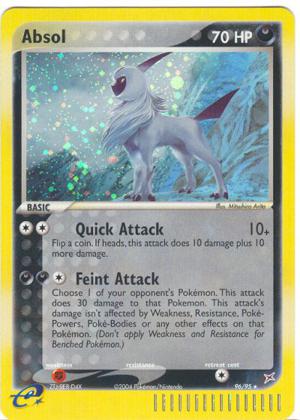 Absol 70 HP
Illus. Mitsuhiro Arita
BASIC
Quick Attack 10+
Flip a coin. If heads, this attack does 10 damage plus 10
more damage.
Feint Attack
Choose 1 of your opponent's Pokémon. This attack
does 30 damage to that Pokemon. This attack's damage
isn't affected by Weakness, Resistance, Poké-
Powers, Poké-Bodies or any other effects on that
Pokémon. (Don't apply Weakness and Resistance for
Benched Pokémon.)
weakness resistance retreat cost
©2004 Pokémon/Nintendo 96/95
e